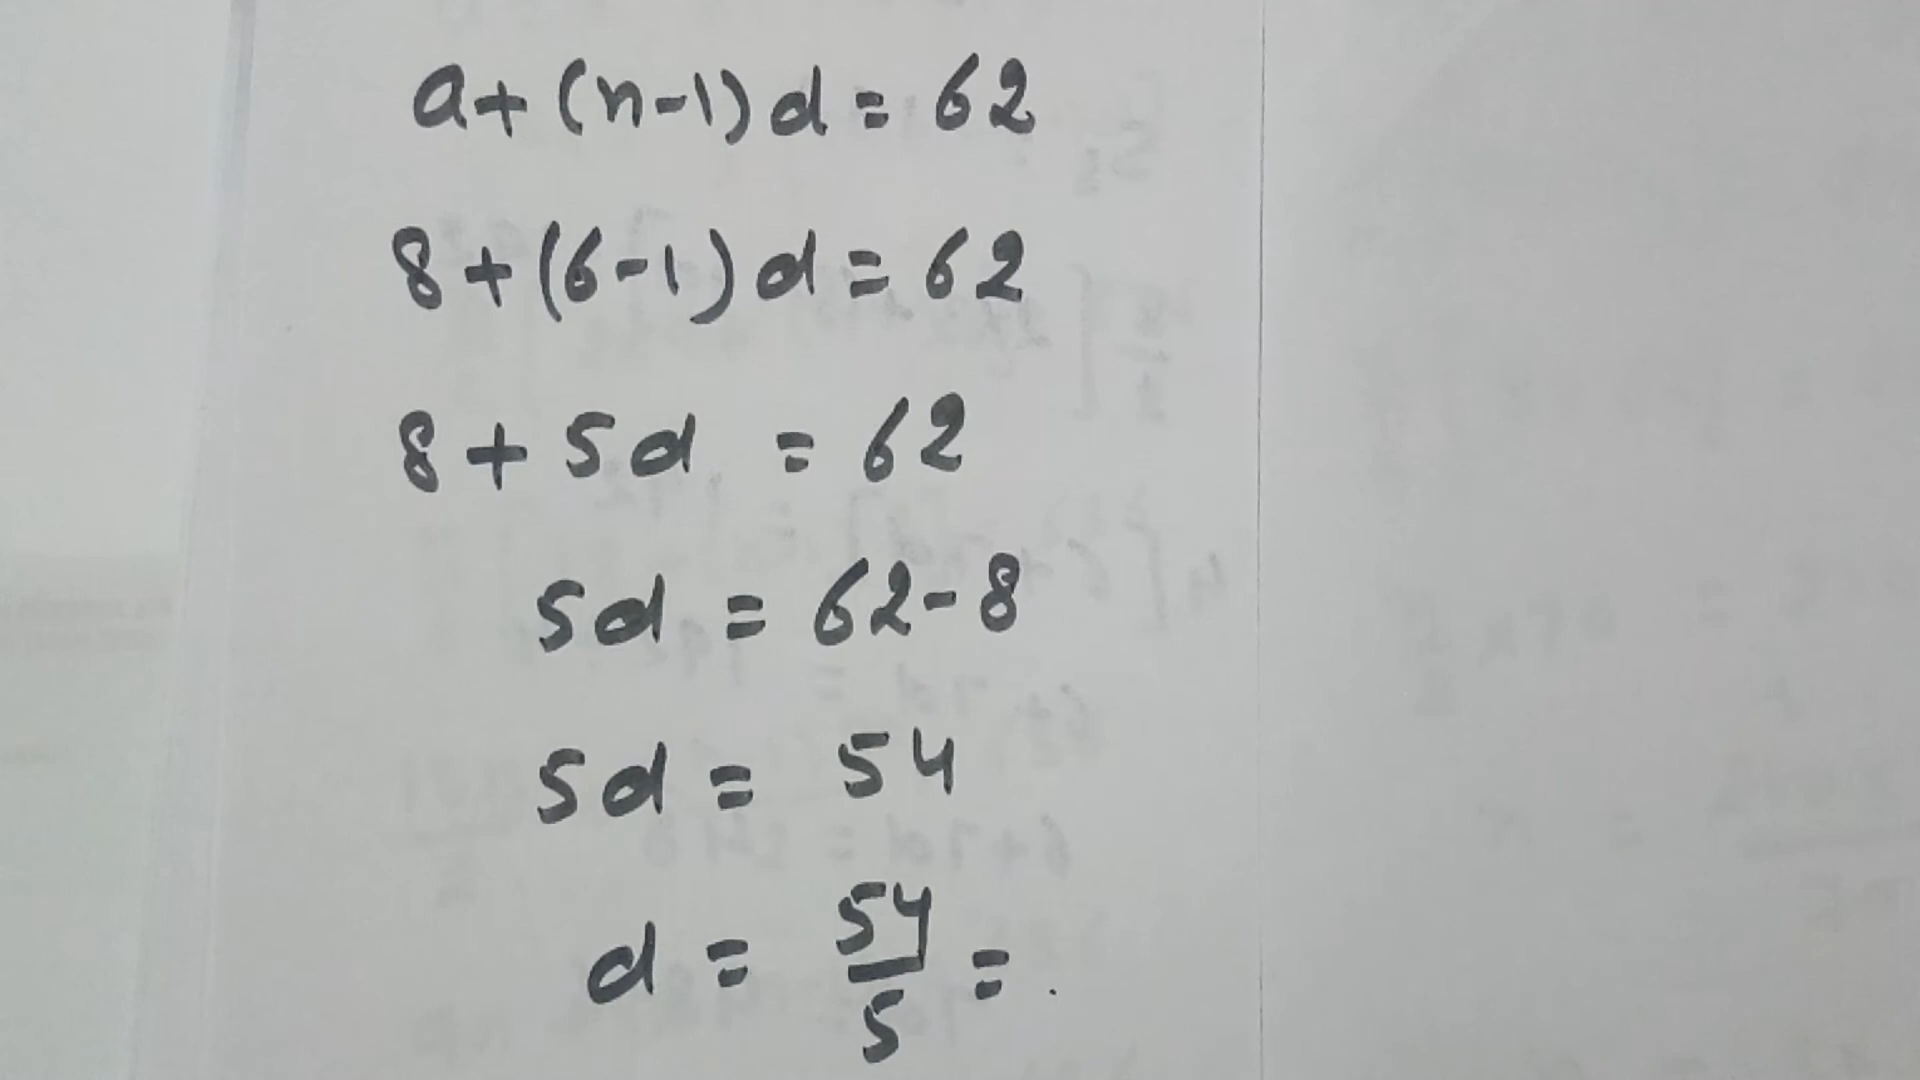 a+(n-1)d=62
8+(6-1)d=62
8+5d =62
5d = 62-8
5d = 54
d = 54/5 =.